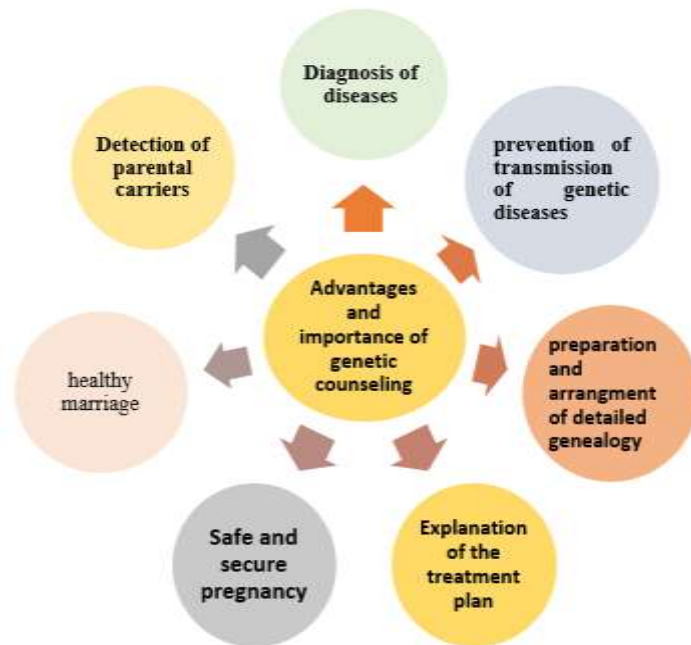 Diagnosis of
diseases
prevention of
transmission
of genetic
diseases
preparation
and
arrangment
of detailed
genealogy
Explanation
of the
treatment
plan
Safe and
secure
pregnancy
healthy
marriage
Detection of
parental
carriers
Advantages
and
importance of
genetic
counseling